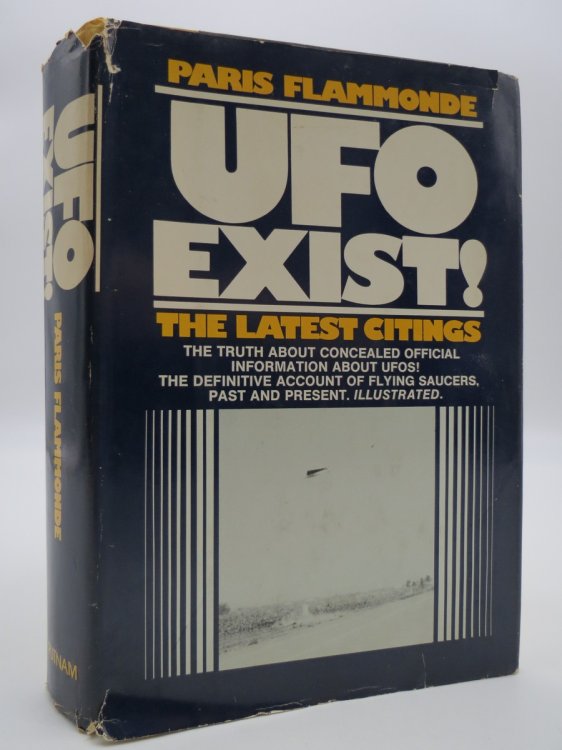 PARIS FLAMMONDE
UFO
EXIST!
THE LATEST CITINGS
THE TRUTH ABOUT CONCEALED OFFICIAL
INFORMATION ABOUT UFOS!
THE DEFINITIVE ACCOUNT OF FLYING SAUCERS,
PAST AND PRESENT. ILLUSTRATED.
UFO
EXIST!
PARIS FLAMMONDE